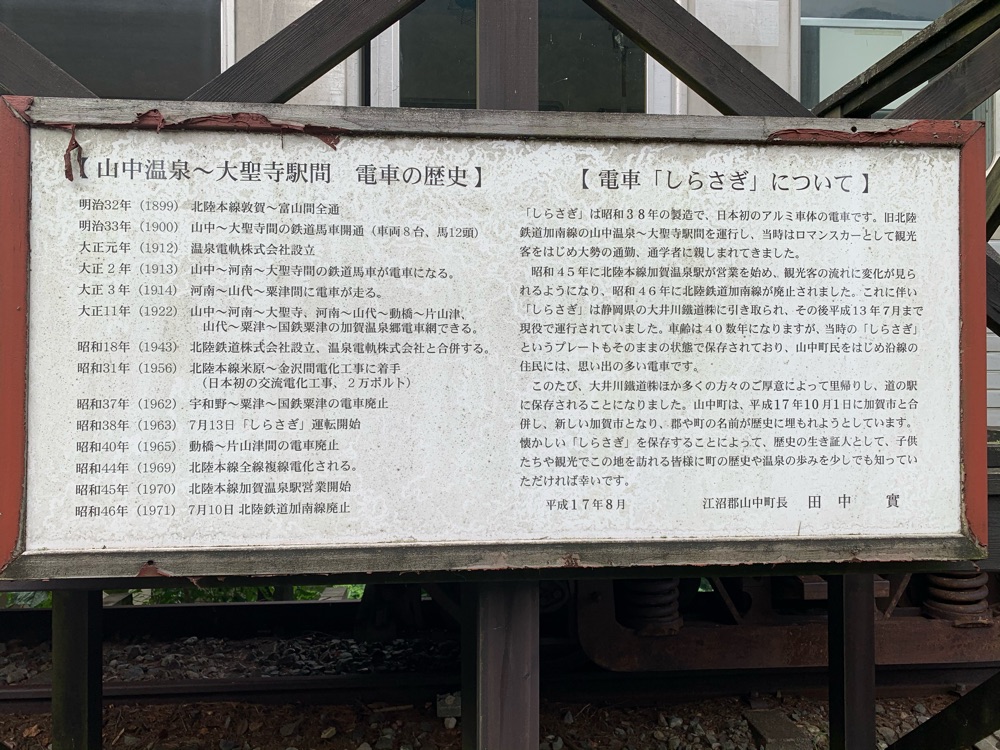 【 山中温泉～大聖寺駅間　電車の歴史 】
明治32年（1899） 北陸本線敦賀～富山間全通
明治33年（1900） 山中～大聖寺間の鉄道馬車開通（車両８台、馬12頭）
大正元年（1912） 温泉電軌株式会社設立
大正２年（1913） 山中～河南～大聖寺間の鉄道馬車が電車になる。
大正３年（1914） 河南～山代～粟津間に電車が走る。
大正11年（1922） 山中～河南～大聖寺、河南～山代～動橋～片山津、
山代～粟津～国鉄粟津の加賀温泉郷電車網できる。
昭和18年（1943） 北陸鉄道株式会社設立、温泉電軌株式会社と合併する。
昭和31年（1956） 北陸本線米原～金沢間電化工事に着手
（日本初の交流電化工事、２万ボルト）
昭和37年（1962） 宇和野～粟津～国鉄粟津の電車廃止
昭和38年（1963） 7月13日「しらさぎ」運転開始
昭和40年（1965） 動橋～片山津間の電車廃止
昭和44年（1969） 北陸本線全線複線電化される。
昭和45年（1970） 北陸本線加賀温泉駅営業開始
昭和46年（1971） 7月10日 北陸鉄道加南線廃止
【 電車「しらさぎ」について 】
「しらさぎ」は昭和３８年の製造で、日本初のアルミ車体の電車です。旧北陸
鉄道加南線の山中温泉～大聖寺駅間を運行し、当時はロマンスカーとして観光
客をはじめ大勢の通勤、通学者に親しまれてきました。
昭和４５年に北陸本線加賀温泉駅が営業を始め、観光客の流れに変化が見ら
れるようになり、昭和４６年に北陸鉄道加南線が廃止されました。これに伴い
「しらさぎ」は静岡県の大井川鐵道㈱に引き取られ、その後平成１３年７月まで
現役で運行されていました。車齢は４０数年になりますが、当時の「しらさぎ」
というプレートもそのままの状態で保存されており、山中町民をはじめ沿線の
住民には、思い出の多い電車です。
このたび、大井川鐵道㈱ほか多くの方々のご厚意によって里帰りし、道の駅
に保存されることになりました。山中町は、平成17年10月1日に加賀市と合
併し、新しい加賀市となり、郡や町の名前が歴史に埋もれようとしています。
懐かしい「しらさぎ」を保存することによって、歴史の生き証人として、子供
たちや観光でこの地を訪れる皆様に町の歴史や温泉の歩みを少しでも知ってい
ただければ幸いです。
平成１７年８月　江沼郡山中町長　田　中　　實